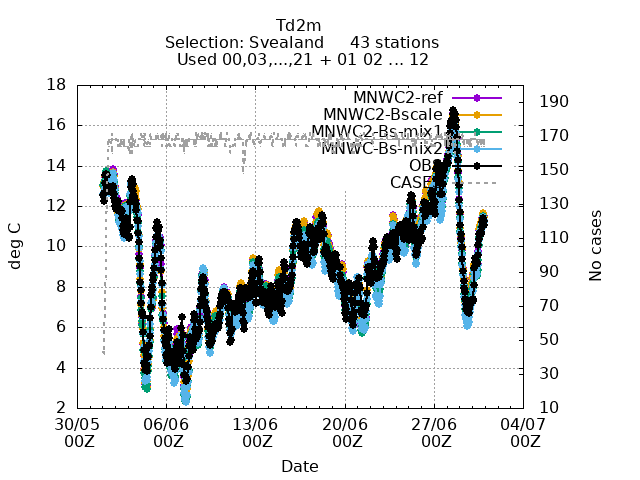 Td2m
Selection: Svealand 43 stations
Used 00,03,...,21 + 01 02 ... 12
18
16
14
12
10
8
6
4
2
190
170
150
130
110
90
70
50
30
10
MNWC2-ref
MNWC2-Bscale
MNWC2-Bs-mix1
MNWC-Bs-mix2
OBS
CASES
deg C
No cases
30/05 06/06 13/06 20/06 27/06 04/07
00Z 00Z 00Z 00Z 00Z 00Z
Date